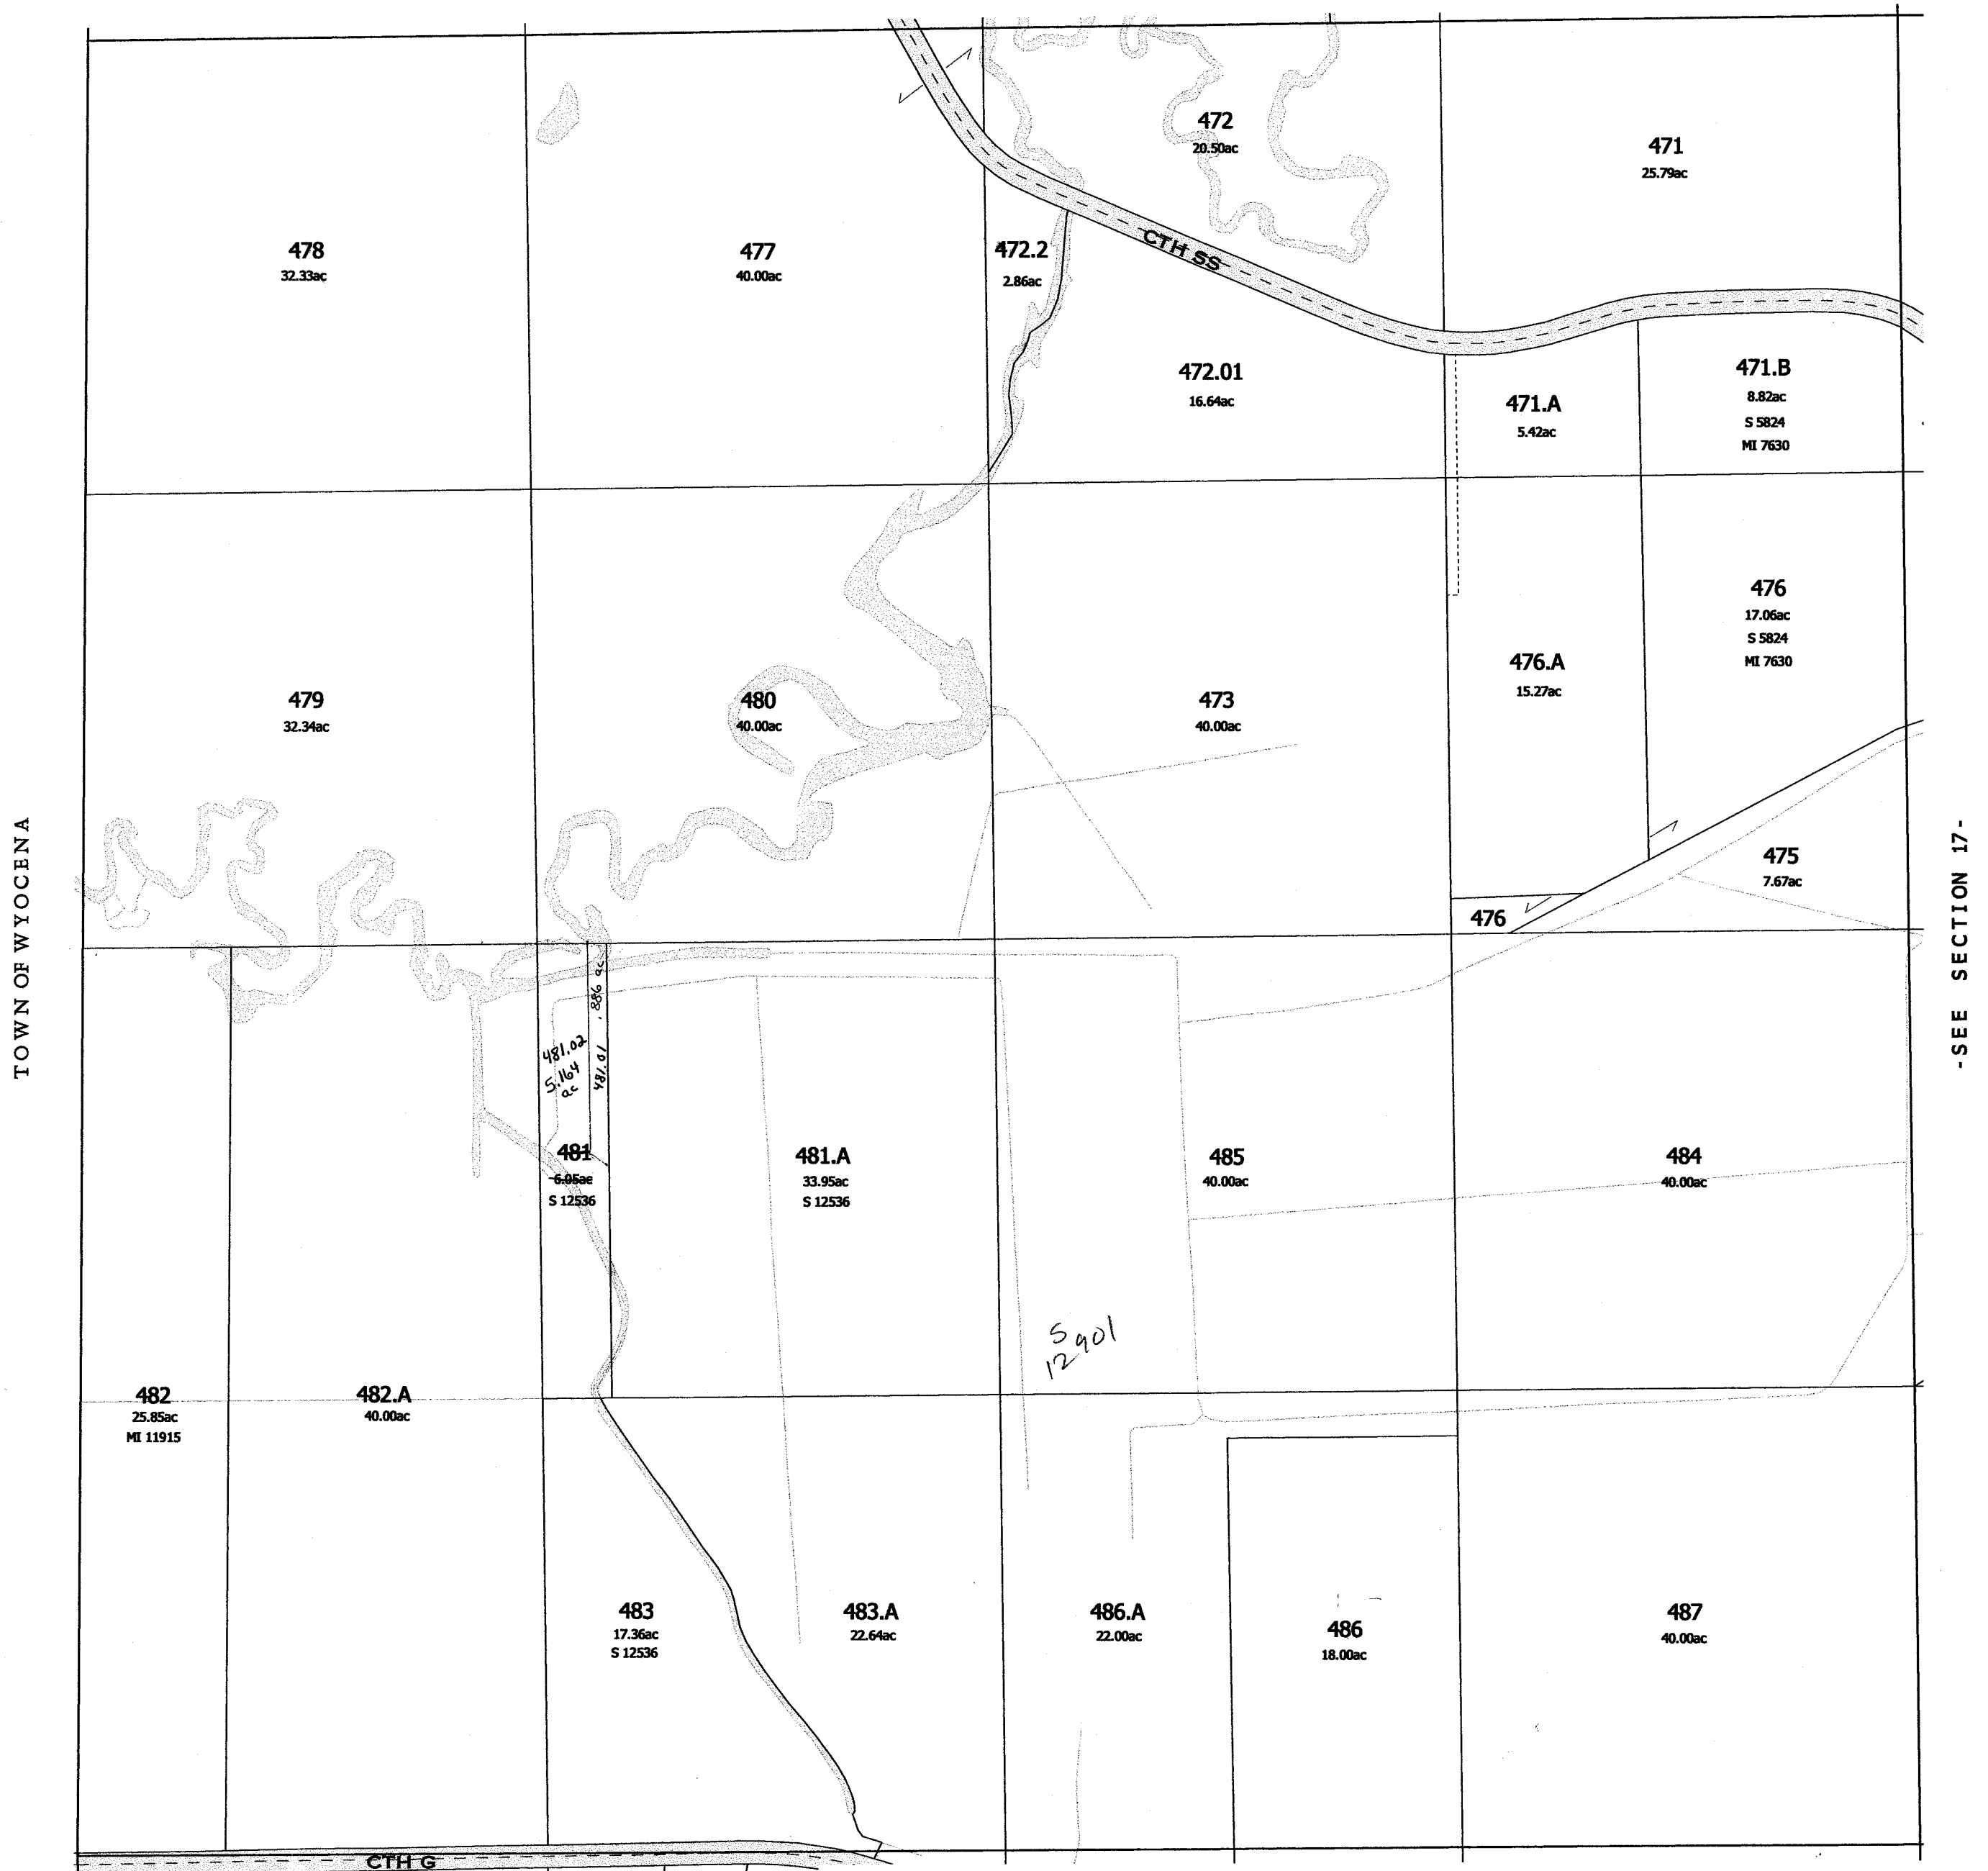 472
20.50ac
471
25.79ac
478
32.33ac
477
40.00ac
472.2
2.86ac
CTH SS
472.01
16.64ac
471.A
5.42ac
471.B
8.82ac
S 5824
MI 7630
479
32.34ac
480
40.00ac
473
40.00ac
476.A
15.27ac
476
17.06ac
S 5824
MI 7630
475
7.67ac
476
TOWN OF WYOCENA
-SEE SECTION 17-
481.02
5.164
ac
481.01 .886 ac
481
6.05ac
S 12536
481.A
33.95ac
S 12536
485
40.00ac
484
40.00ac
S
12901
482
25.85ac
MI 11915
482.A
40.00ac
483
17.36ac
S 12536
483.A
22.64ac
486.A
22.00ac
486
18.00ac
487
40.00ac
CTH G